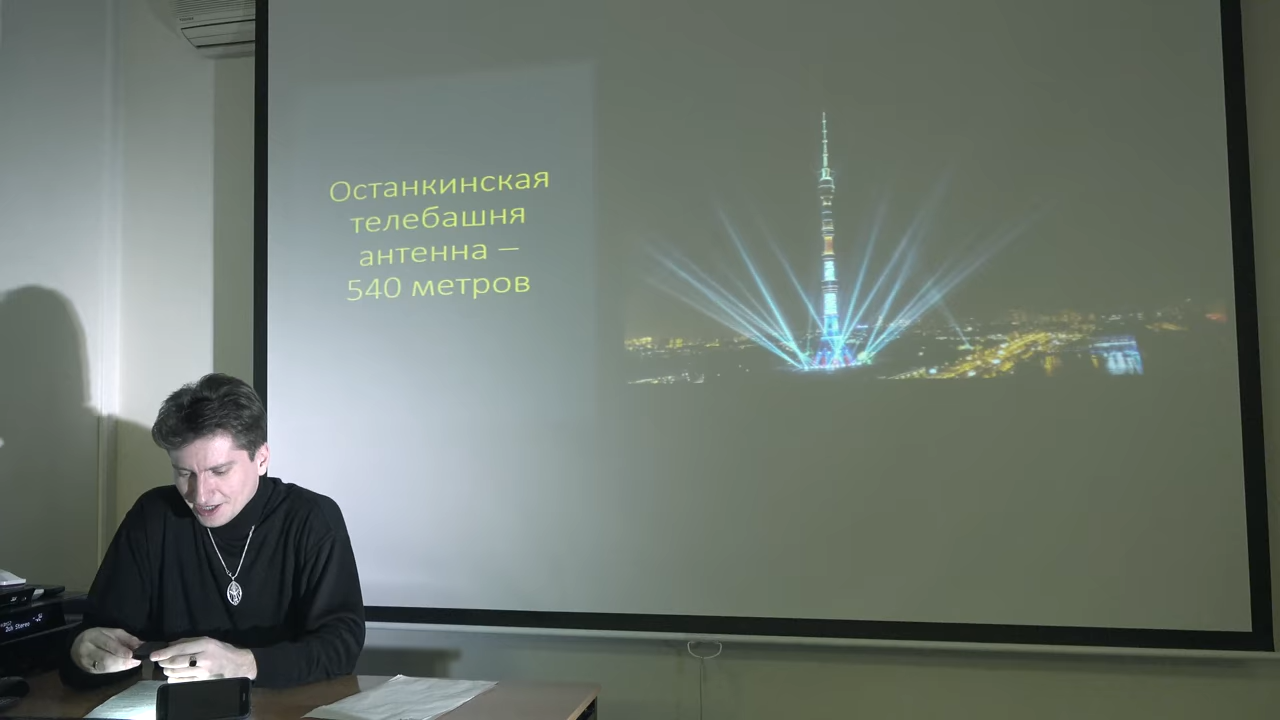 Останкинская
телебашня
антенна –
540 метров